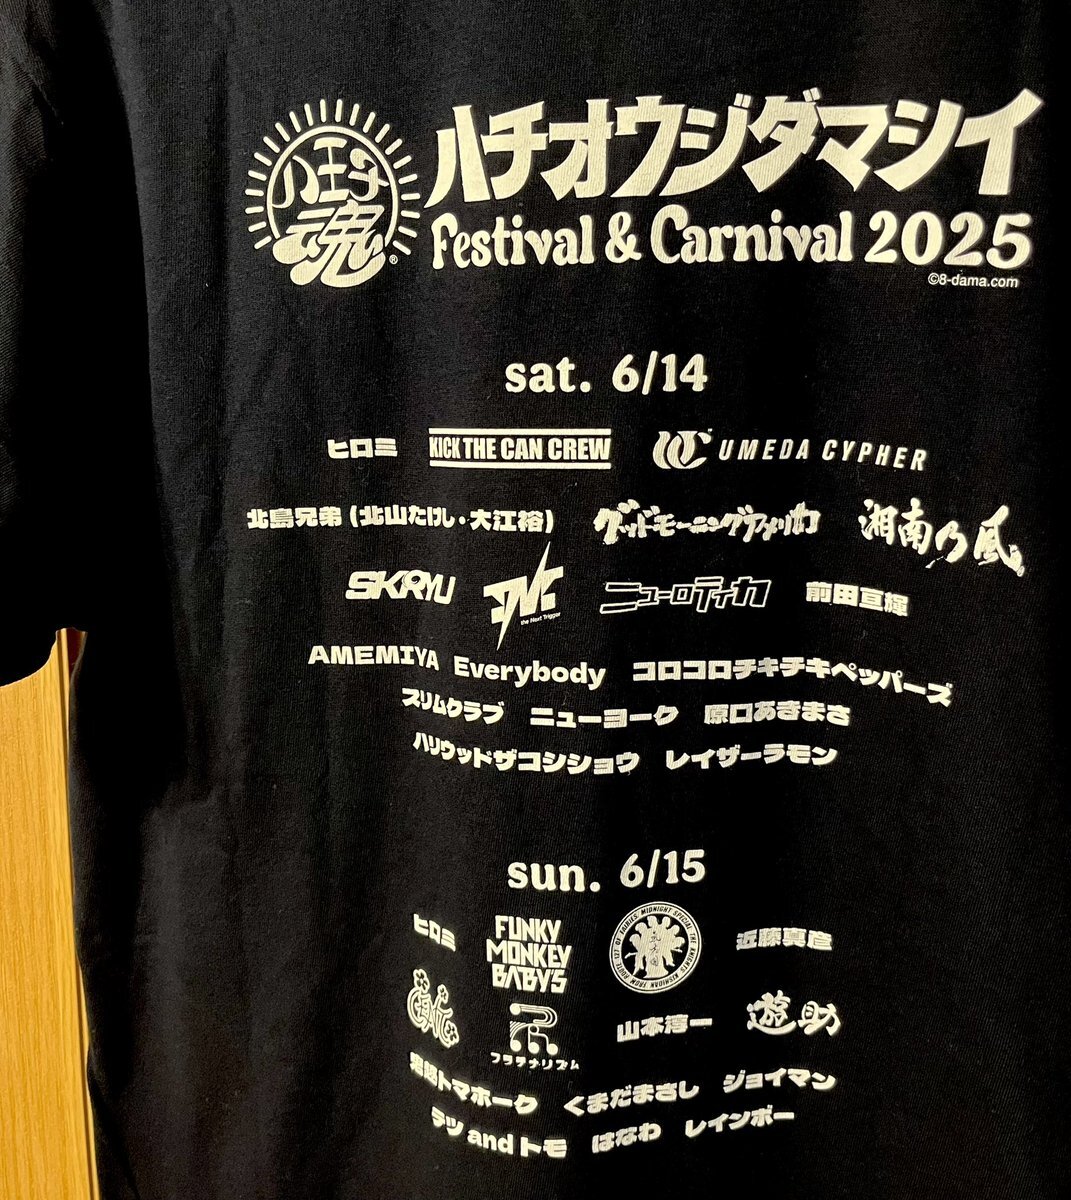 八王子魂®
ハチオウジダマシイ
Festival & Carnival 2025
©8-dama.com
sat. 6/14
ヒロミ KICK THE CAN CREW UMEDA CYPHER
北島兄弟(北山たけし・大江裕) グッドモーニングアメリカ 湘南乃風
SKRYU the Next Trigger ニューロティカ 前田亘輝
AMEMIYA Everybody コロコロチキチキペッパーズ
スリムクラブ ニューヨーク 原口あきまさ
ハリウッドザコシショウ レイザーラモン
sun. 6/15
ヒロミ FUNKY MONKEY BABY'S 近藤真彦
プラチナリズム 山本淳一 遊助
トマホーク くまだまさし ジョイマン
テツandトモ はなわ レインボー